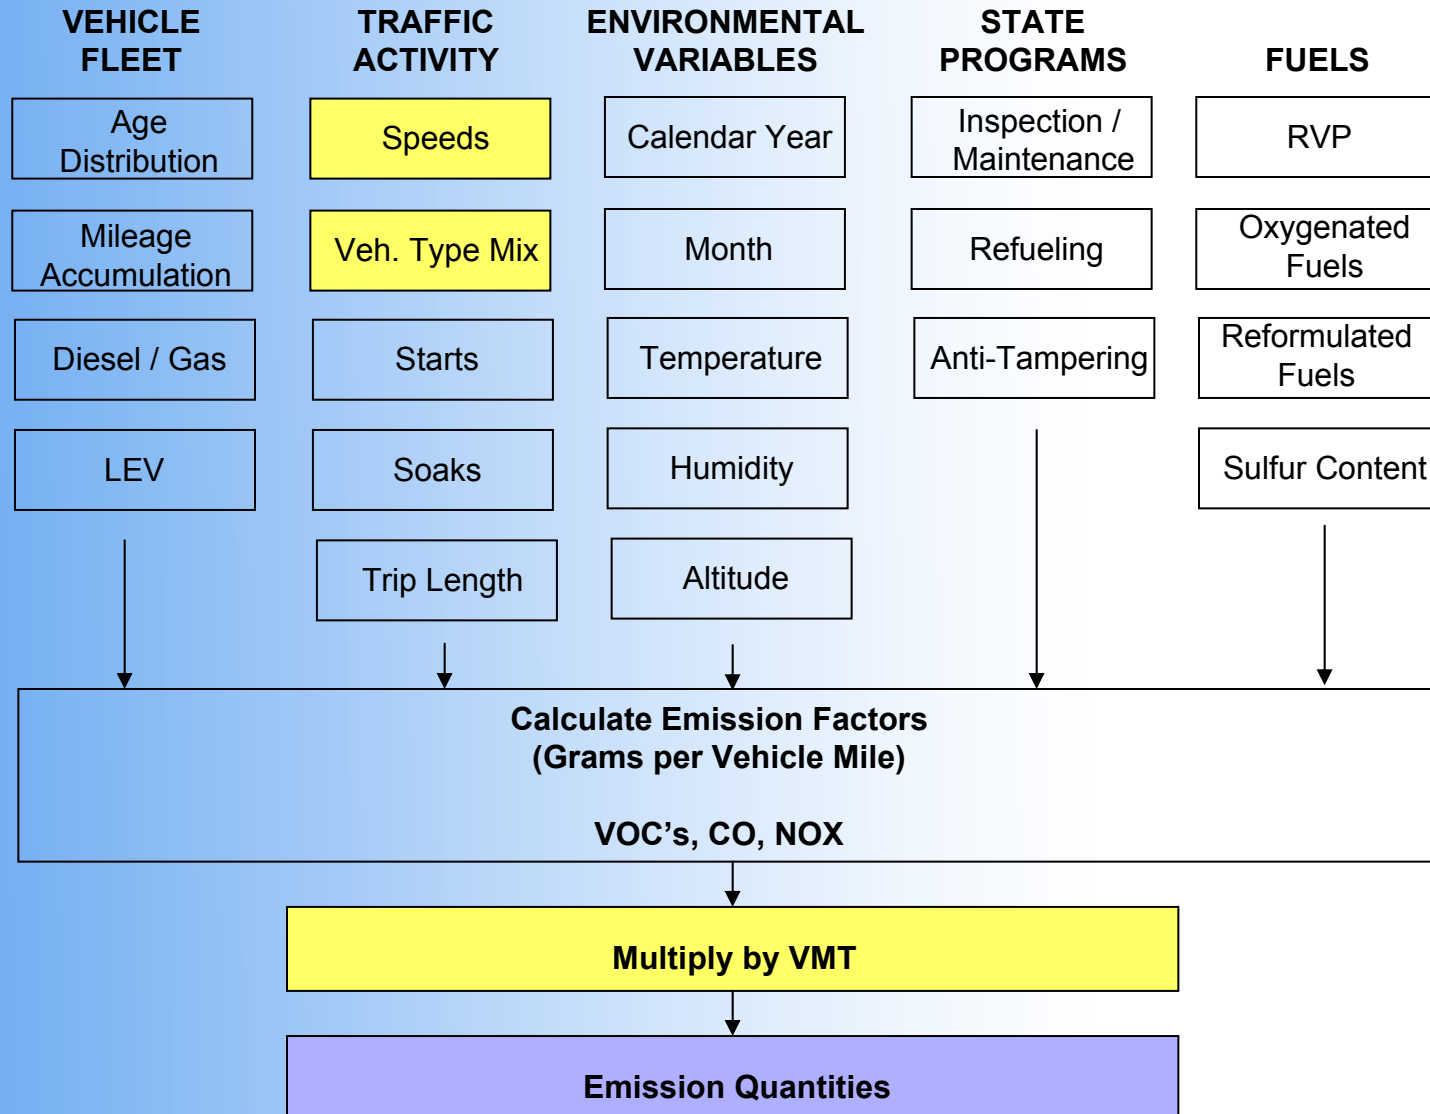 VEHICLE
FLEET
TRAFFIC
ACTIVITY
ENVIRONMENTAL
VARIABLES
STATE
PROGRAMS
FUELS
Age
Distribution
Speeds
Calendar Year
Inspection /
Maintenance
RVP
Mileage
Accumulation
Veh. Type Mix
Month
Refueling
Oxygenated
Fuels
Diesel / Gas
Starts
Temperature
Anti-Tampering
Reformulated
Fuels
LEV
Soaks
Humidity
Sulfur Content
Trip Length
Altitude
Calculate Emission Factors
(Grams per Vehicle Mile)
VOC's, CO, NOX
Multiply by VMT
Emission Quantities